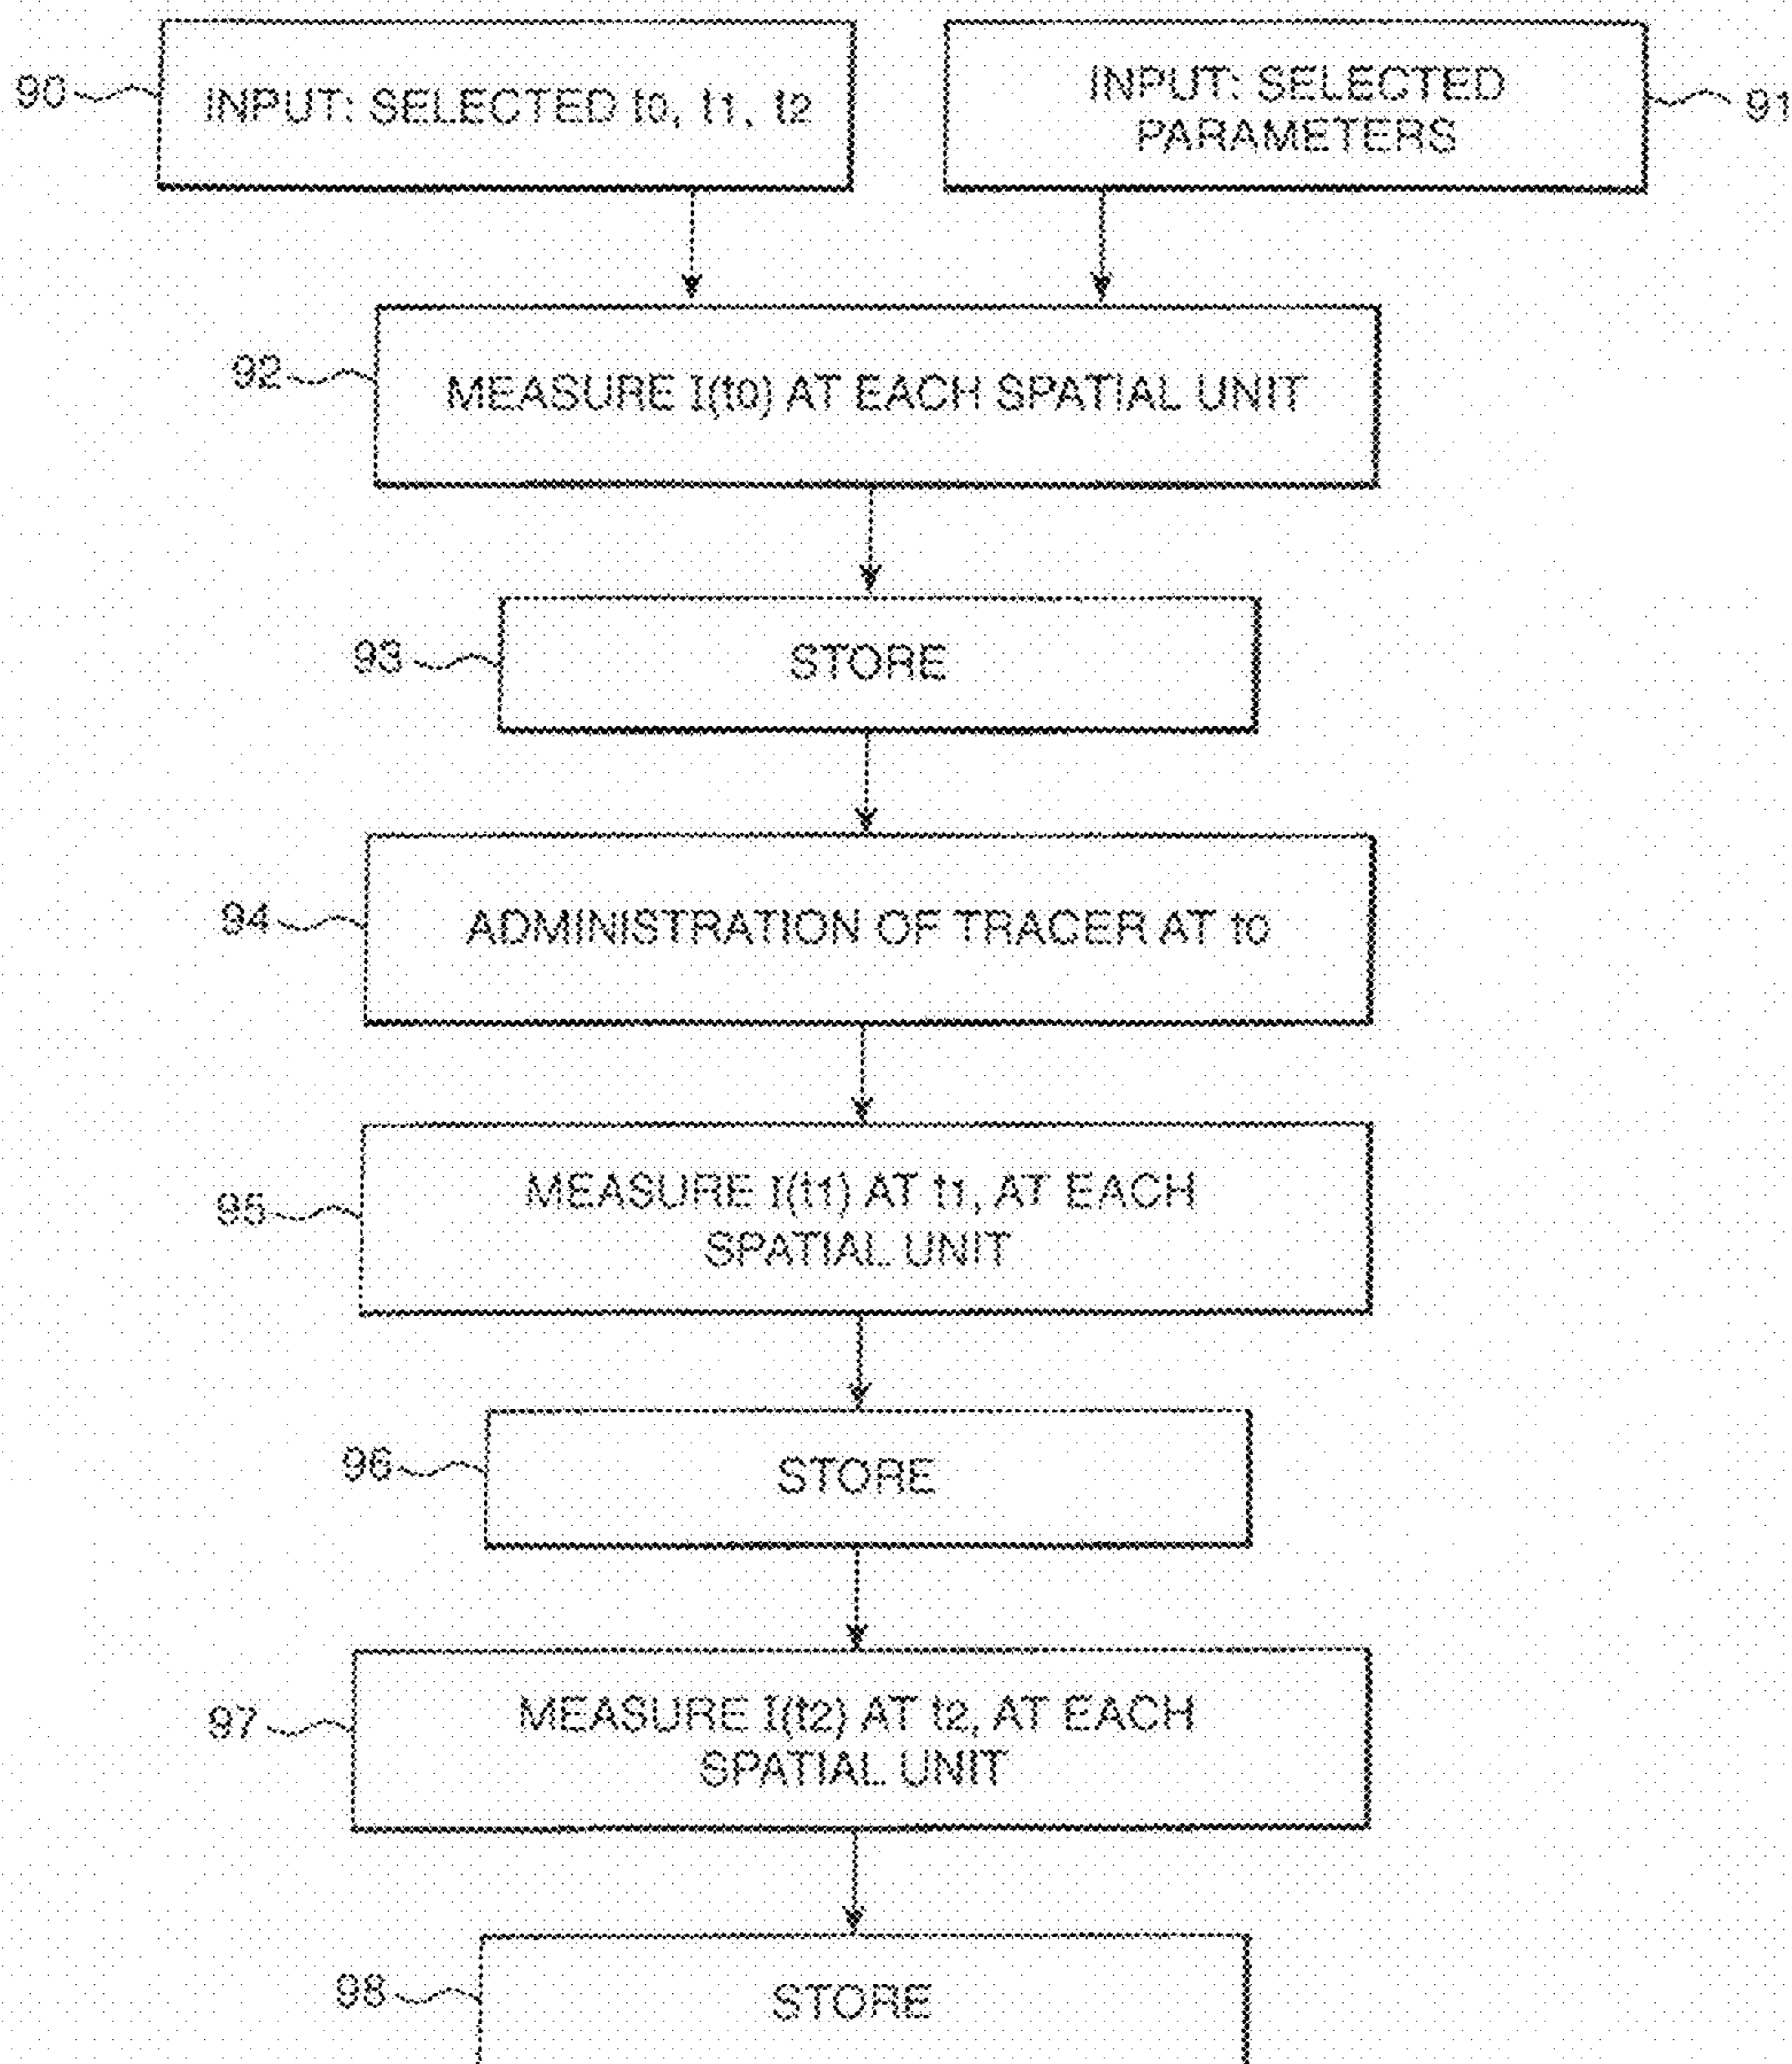 90
INPUT: SELECTED t0, t1, t2
INPUT: SELECTED
PARAMETERS
91
92
MEASURE I(t0) AT EACH SPATIAL UNIT
93
STORE
94
ADMINISTRATION OF TRACER AT t0
95
MEASURE I(t1) AT t1, AT EACH
SPATIAL UNIT
96
STORE
97
MEASURE I(t2) AT t2, AT EACH
SPATIAL UNIT
98
STORE